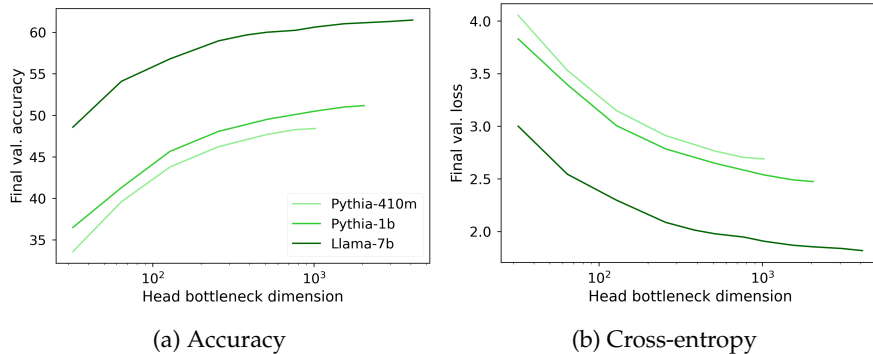 Final val. accuracy
60
55
50
45
40
35
10²
10³
Head bottleneck dimension
Pythia-410m
Pythia-1b
Llama-7b
(a) Accuracy
Final val. loss
4.0
3.5
3.0
2.5
2.0
10²
10³
Head bottleneck dimension
(b) Cross-entropy